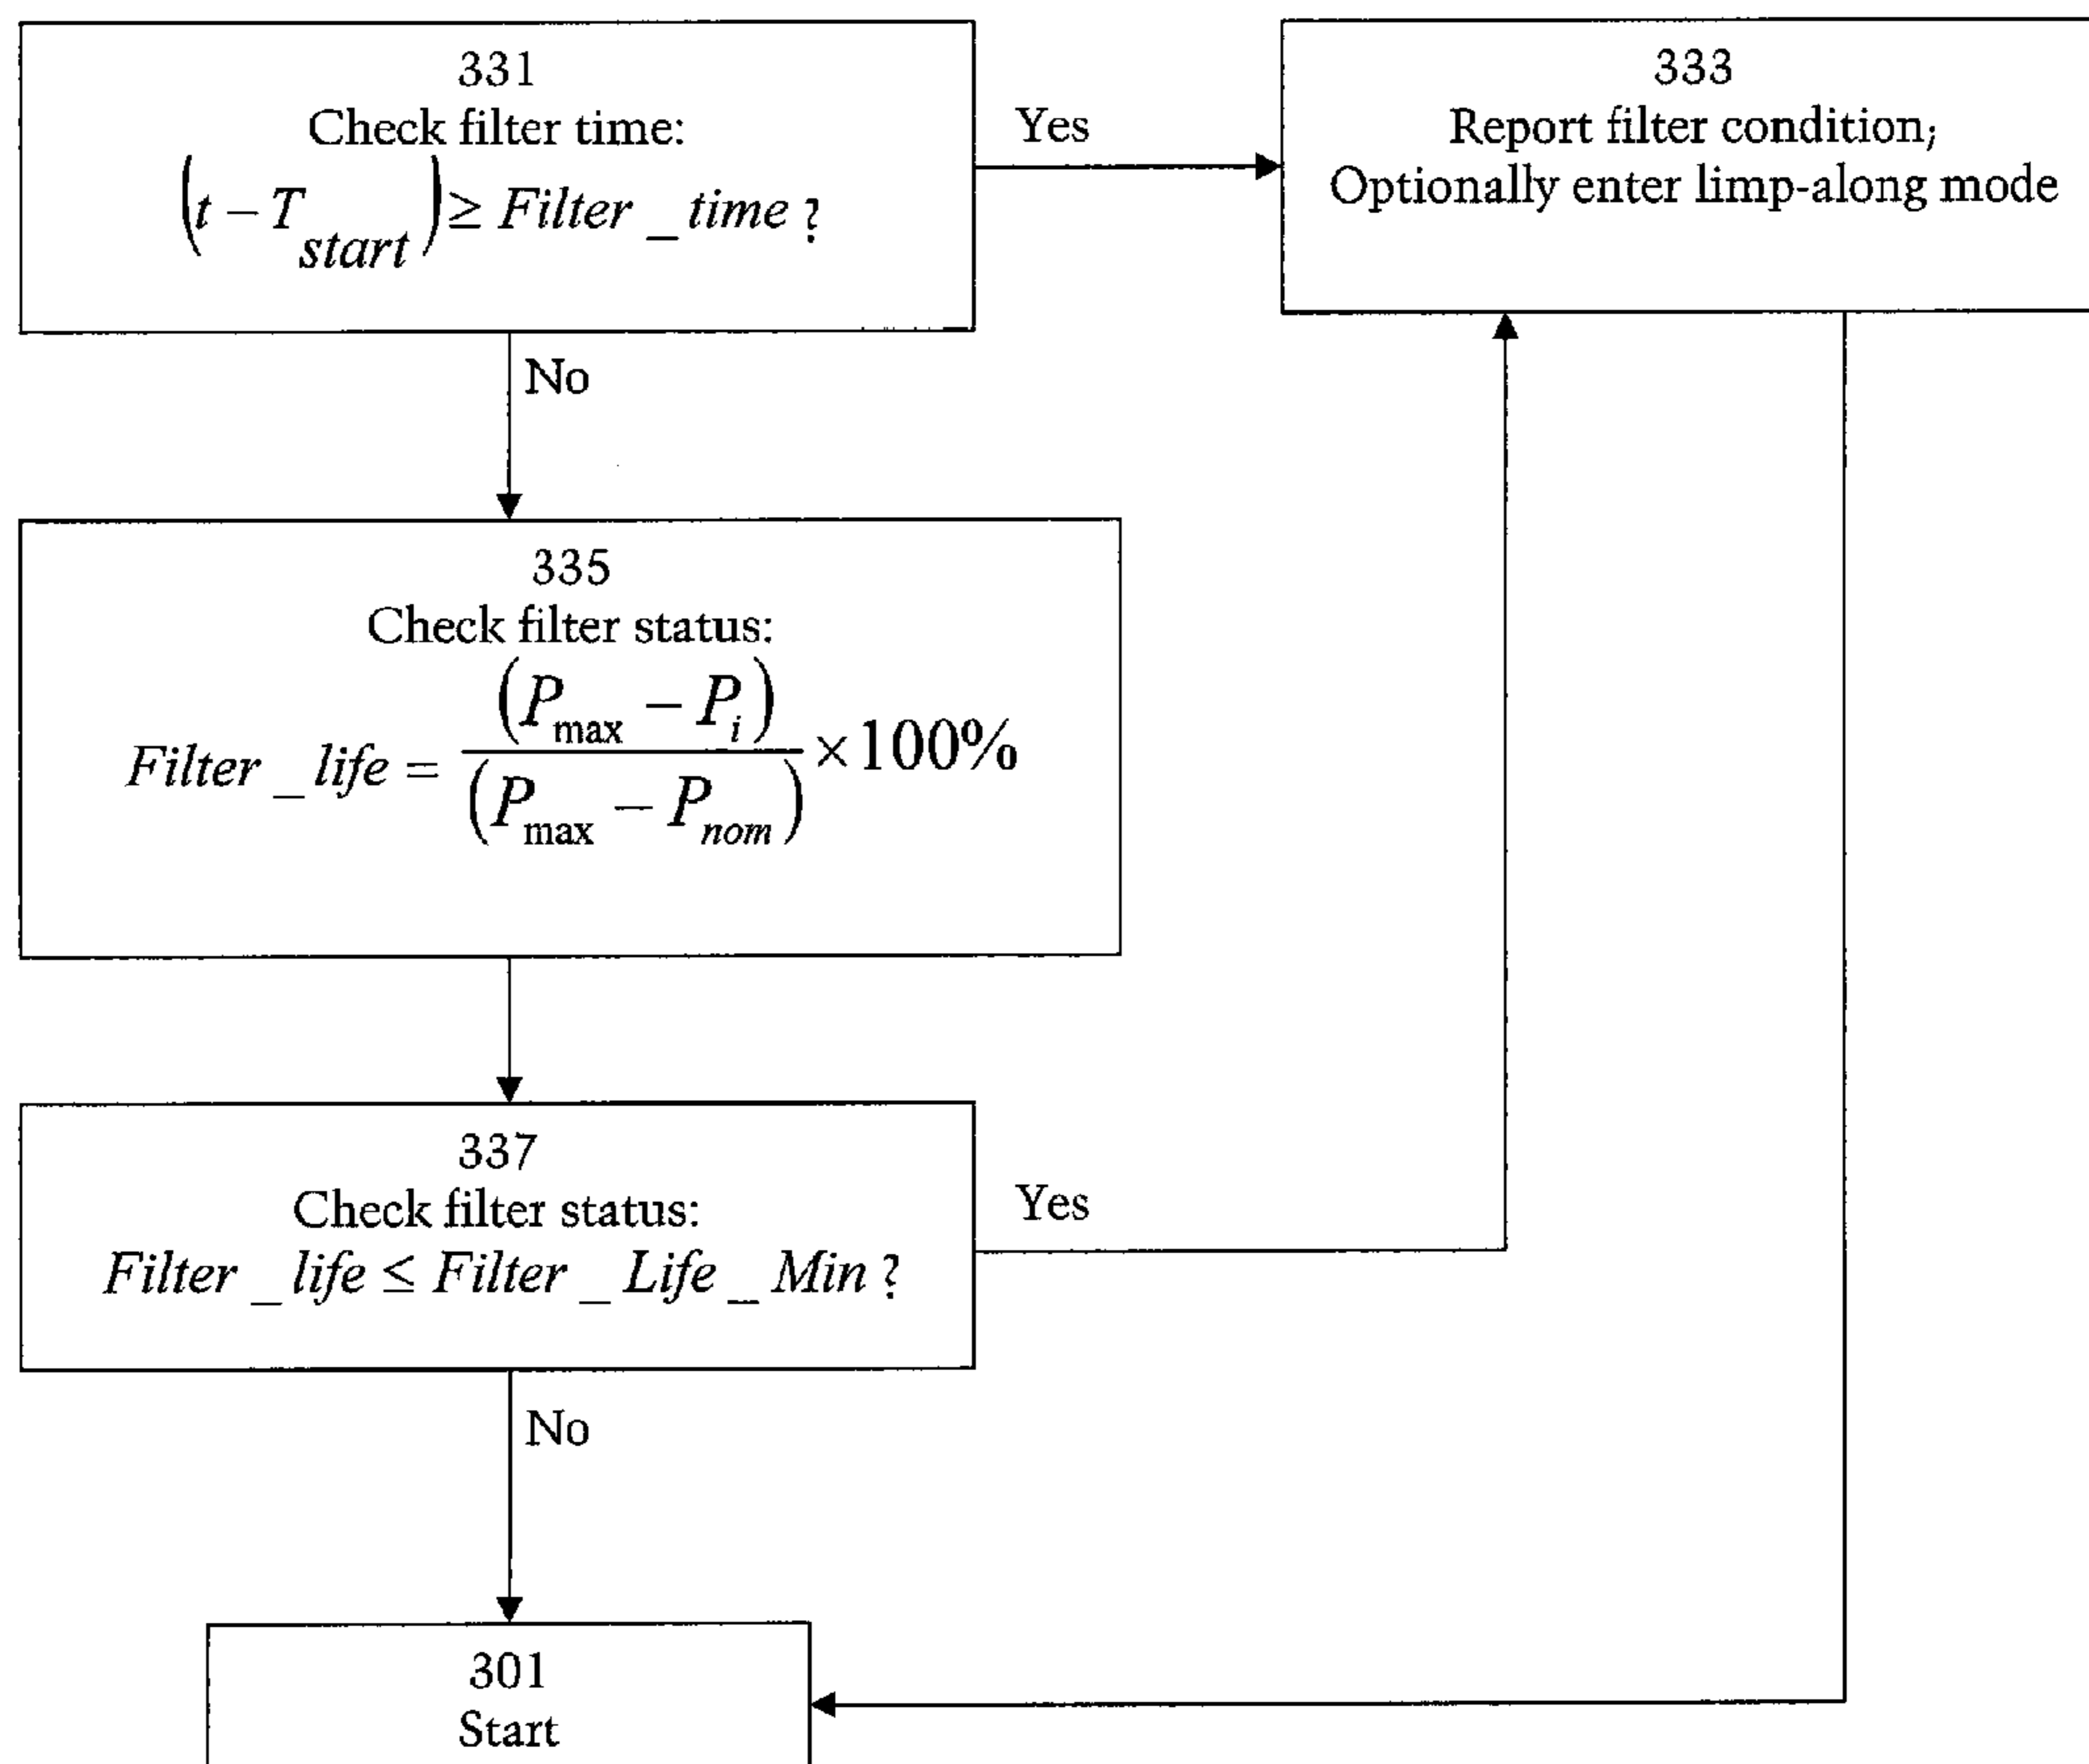 331
Check filter time:
(t – T_start) ≥ Filter_time ?
Yes
333
Report filter condition;
Optionally enter limp-along mode
No
335
Check filter status:
Filter_life = (P_max – P_i) / (P_max – P_nom) ×100%
337
Check filter status:
Filter_life ≤ Filter_Life_Min ?
Yes
No
301
Start